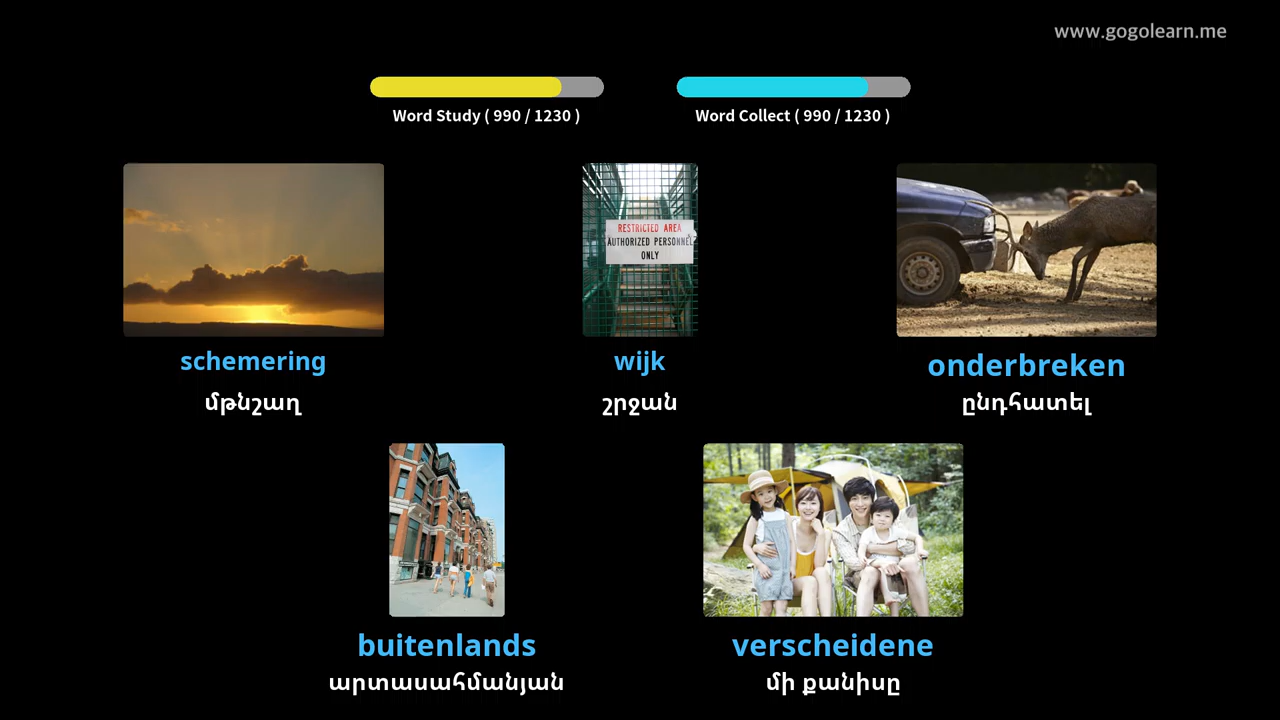 www.gogolearn.me
Word Study ( 990 / 1230 )
Word Collect ( 990 / 1230 )
RESTRICTED AREA
AUTHORIZED PERSONNEL
ONLY
schemering
wijk
onderbreken
մթնշաղ
շրջան
ընդհատել
buitenlands
verscheidene
արտասահմանյան
մի քանիսը